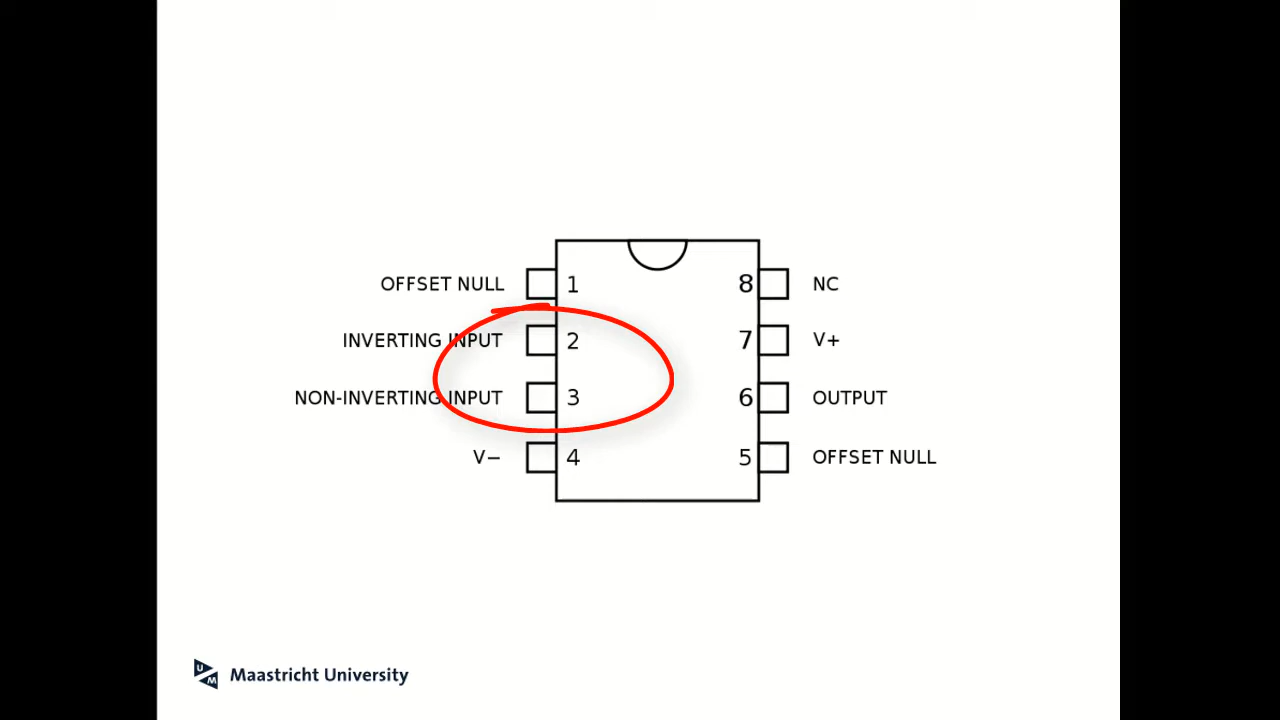 OFFSET NULL 1 8 NC
INVERTING INPUT 2 7 V+
NON-INVERTING INPUT 3 6 OUTPUT
V− 4 5 OFFSET NULL
UM Maastricht University